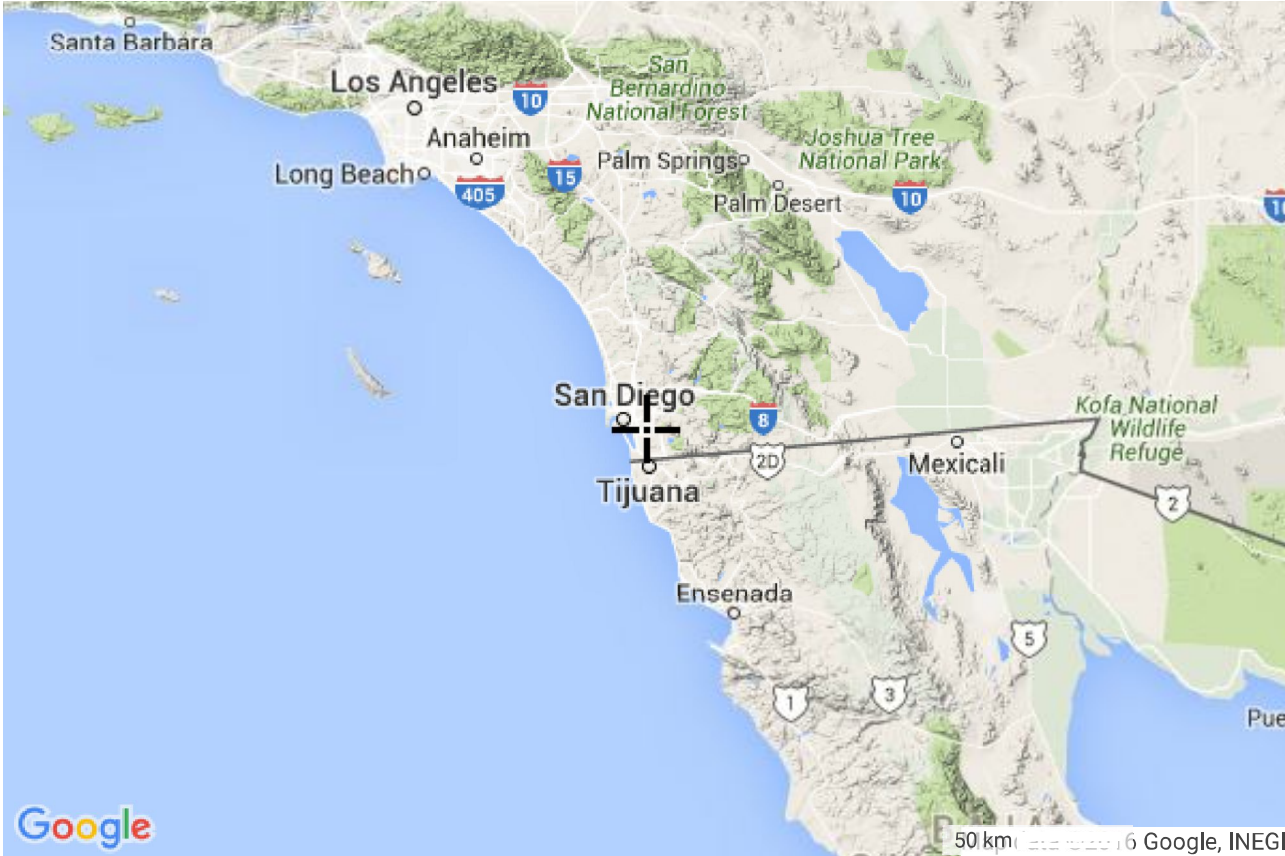 Santa Barbara
Los Angeles
10
San
Bernardino
National Forest
Anaheim
Joshua Tree
National Park
Long Beach
405
15
Palm Springs
Palm Desert
10
San Diego
8
Kofa National
Wildlife
Refuge
2D
Mexicali
Tijuana
2
Ensenada
5
1
3
Google
50 km
6 Google, INEGI